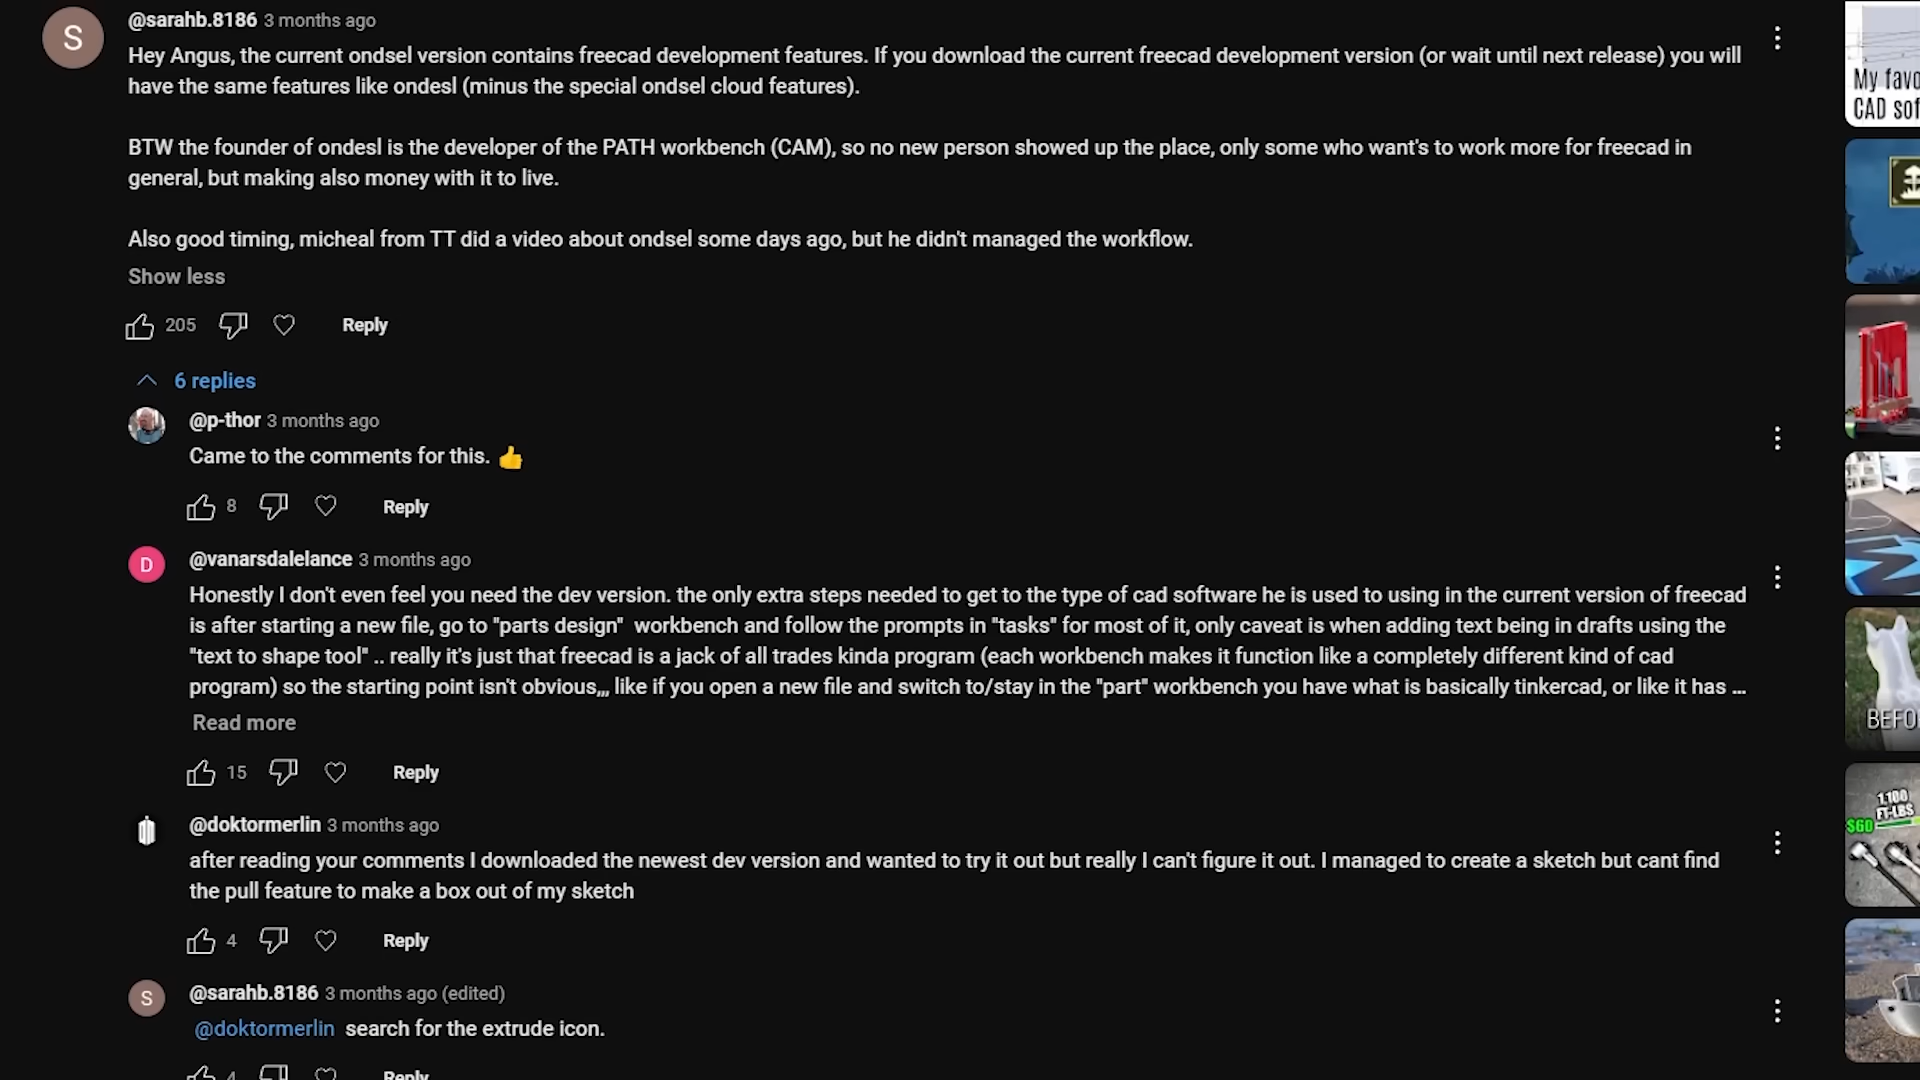 S
@sarahb.8186 3 months ago
Hey Angus, the current ondsel version contains freecad development features. If you download the current freecad development version (or wait until next release) you will
have the same features like ondesl (minus the special ondsel cloud features).
BTW the founder of ondesl is the developer of the PATH workbench (CAM), so no new person showed up the place, only some who want's to work more for freecad in
general, but making also money with it to live.
Also good timing, micheal from TT did a video about ondsel some days ago, but he didn't managed the workflow.
Show less
205 Reply
6 replies
@p-thor 3 months ago
Came to the comments for this. 👍
8 Reply
D
@vanarsdalelance 3 months ago
Honestly I don't even feel you need the dev version. the only extra steps needed to get to the type of cad software he is used to using in the current version of freecad
is after starting a new file, go to "parts design"  workbench and follow the prompts in "tasks" for most of it, only caveat is when adding text being in drafts using the
"text to shape tool" .. really it's just that freecad is a jack of all trades kinda program (each workbench makes it function like a completely different kind of cad
program) so the starting point isn't obvious,,, like if you open a new file and switch to/stay in the "part" workbench you have what is basically tinkercad, or like it has ...
Read more
15 Reply
@doktormerlin 3 months ago
after reading your comments I downloaded the newest dev version and wanted to try it out but really I can't figure it out. I managed to create a sketch but cant find
the pull feature to make a box out of my sketch
4 Reply
S
@sarahb.8186 3 months ago (edited)
@doktormerlin search for the extrude icon.
4 Reply
My favo
CAD sof
BEFO
1,100
FT-LBS
$60